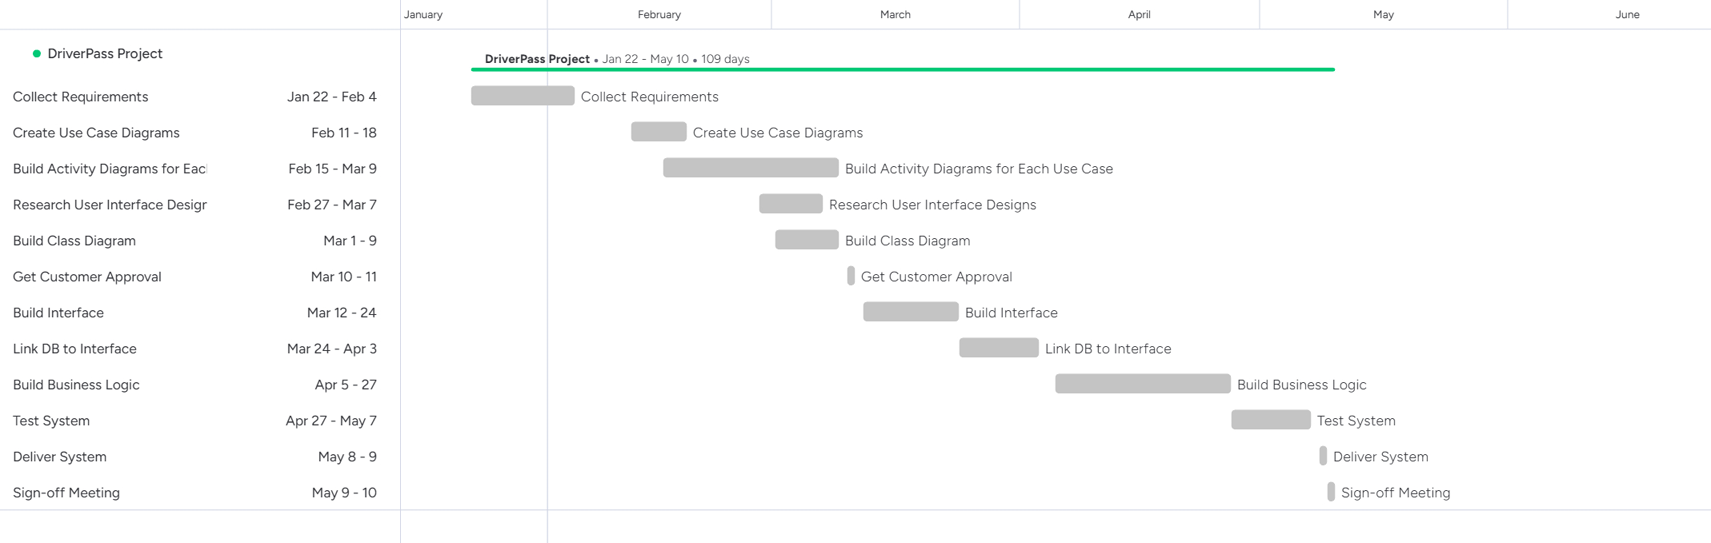 January February March April May June
DriverPass Project
DriverPass Project • Jan 22 - May 10 • 109 days
Collect Requirements Jan 22 - Feb 4 Collect Requirements
Create Use Case Diagrams Feb 11 - 18 Create Use Case Diagrams
Build Activity Diagrams for Eac Feb 15 - Mar 9 Build Activity Diagrams for Each Use Case
Research User Interface Desigr Feb 27 - Mar 7 Research User Interface Designs
Build Class Diagram Mar 1 - 9 Build Class Diagram
Get Customer Approval Mar 10 - 11 Get Customer Approval
Build Interface Mar 12 - 24 Build Interface
Link DB to Interface Mar 24 - Apr 3 Link DB to Interface
Build Business Logic Apr 5 - 27 Build Business Logic
Test System Apr 27 - May 7 Test System
Deliver System May 8 - 9 Deliver System
Sign-off Meeting May 9 - 10 Sign-off Meeting